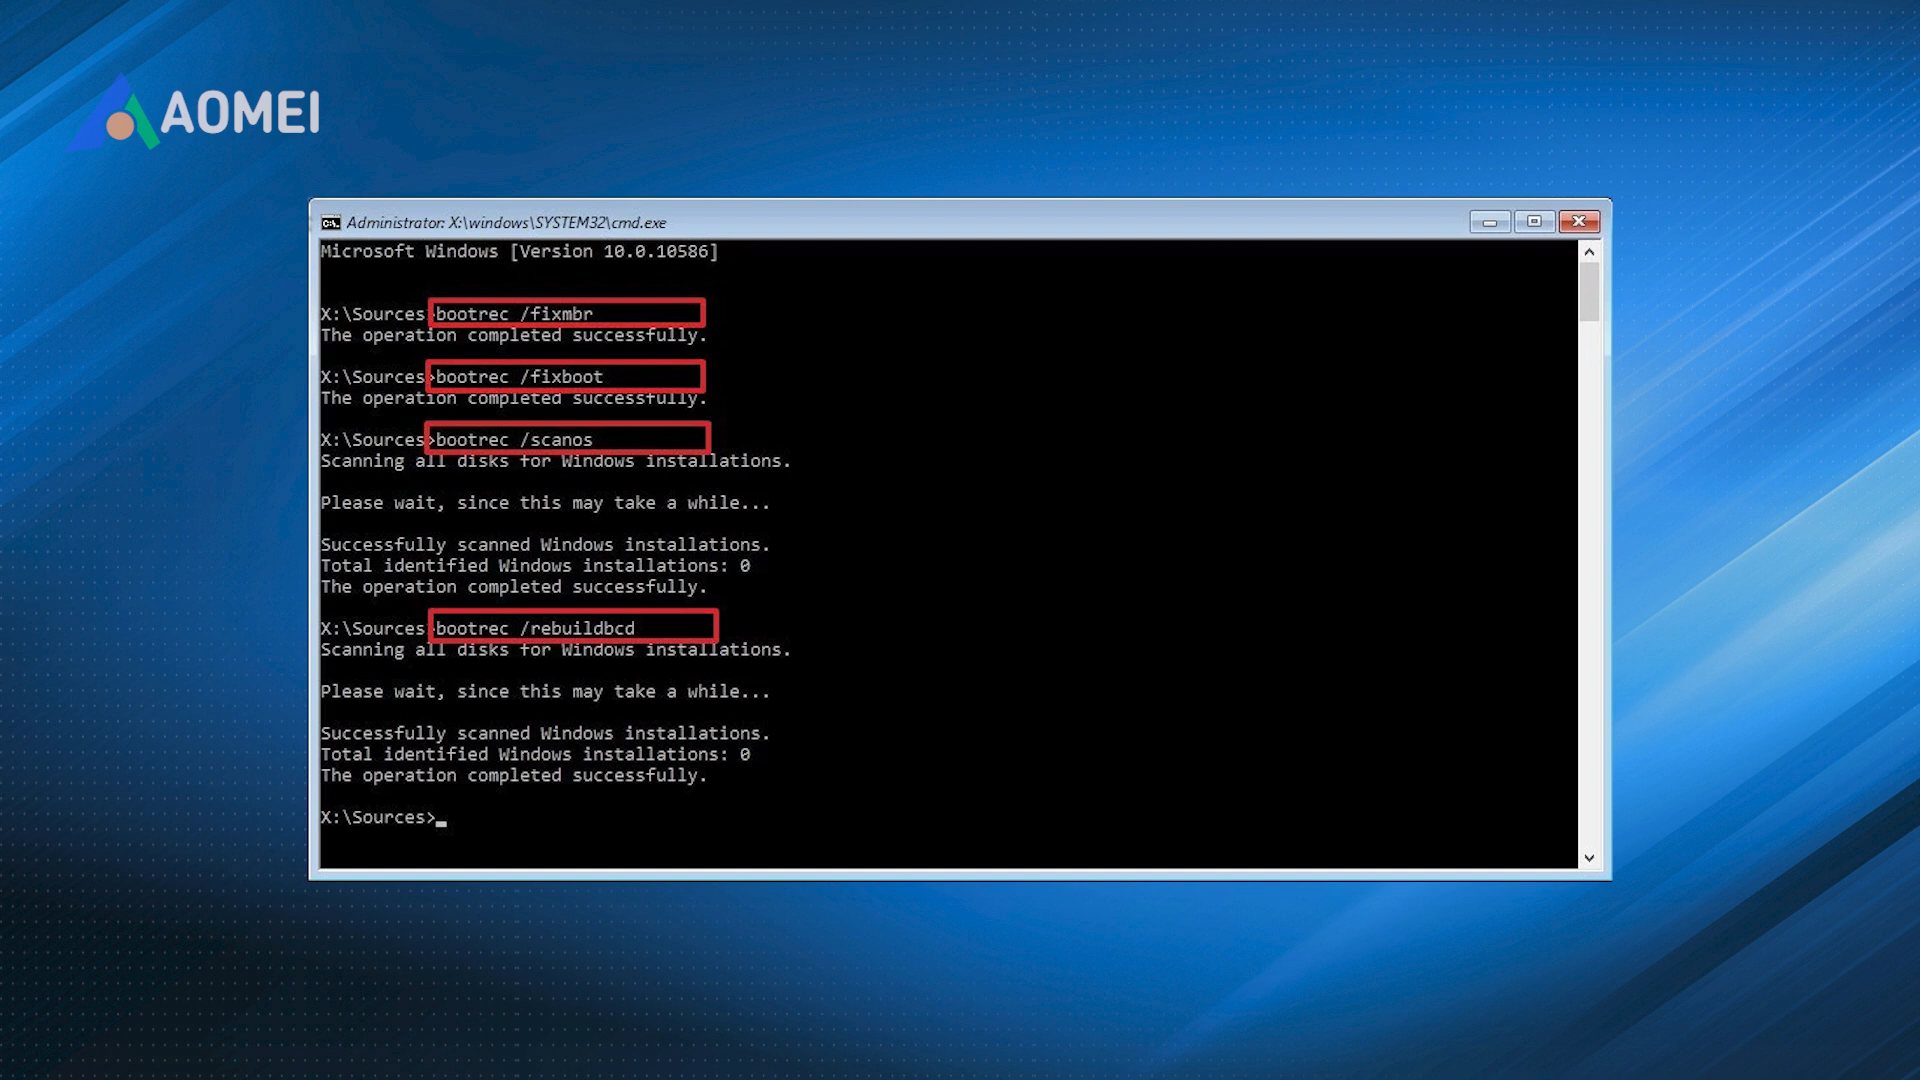 AOMEI
Administrator: X:\windows\SYSTEM32\cmd.exe
Microsoft Windows [Version 10.0.10586]
X:\Sources>bootrec /fixmbr
The operation completed successfully.
X:\Sources>bootrec /fixboot
The operation completed successfully.
X:\Sources>bootrec /scanos
Scanning all disks for Windows installations.
Please wait, since this may take a while...
Successfully scanned Windows installations.
Total identified Windows installations: 0
The operation completed successfully.
X:\Sources>bootrec /rebuildbcd
Scanning all disks for Windows installations.
Please wait, since this may take a while...
Successfully scanned Windows installations.
Total identified Windows installations: 0
The operation completed successfully.
X:\Sources>_